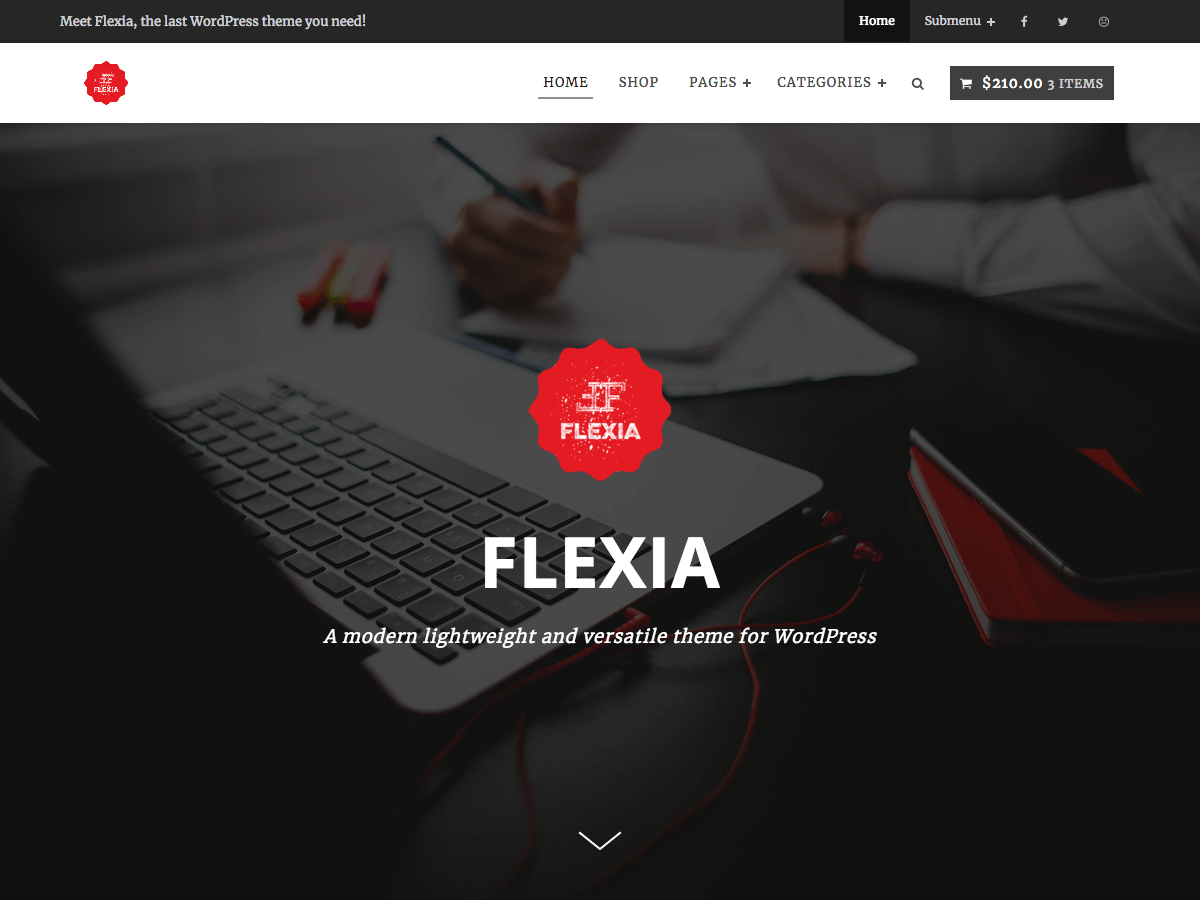 Meet Flexia, the last WordPress theme you need!
Home
Submenu +
FLEXIA
HOME
SHOP
PAGES +
CATEGORIES +
$210.00 3 ITEMS
FLEXIA
FLEXIA
A modern lightweight and versatile theme for WordPress